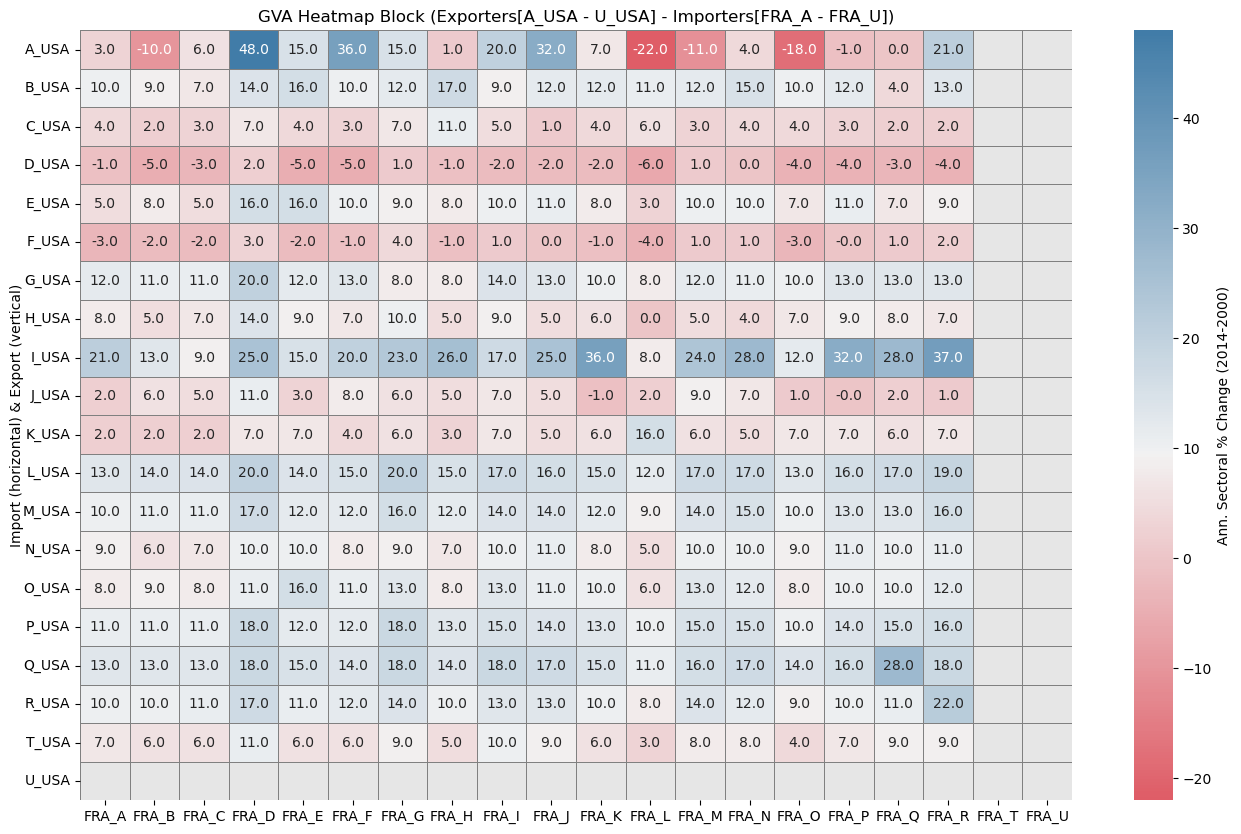 GVA Heatmap Block (Exporters[A_USA - U_USA] - Importers[FRA_A - FRA_U])
A_USA 3.0 -10.0 6.0 48.0 15.0 36.0 15.0 1.0 20.0 32.0 7.0 -22.0 -11.0 4.0 -18.0 -1.0 0.0 21.0
B_USA 10.0 9.0 7.0 14.0 16.0 10.0 12.0 17.0 9.0 12.0 12.0 11.0 12.0 15.0 10.0 12.0 4.0 13.0
C_USA 4.0 2.0 3.0 7.0 4.0 3.0 7.0 11.0 5.0 1.0 4.0 6.0 3.0 4.0 4.0 3.0 2.0 2.0
D_USA -1.0 -5.0 -3.0 2.0 -5.0 -5.0 1.0 -1.0 -2.0 -2.0 -2.0 -6.0 1.0 0.0 -4.0 -4.0 -3.0 -4.0
E_USA 5.0 8.0 5.0 16.0 16.0 10.0 9.0 8.0 10.0 11.0 8.0 3.0 10.0 10.0 7.0 11.0 7.0 9.0
F_USA -3.0 -2.0 -2.0 3.0 -2.0 -1.0 4.0 -1.0 1.0 0.0 -1.0 -4.0 1.0 1.0 -3.0 -0.0 1.0 2.0
G_USA 12.0 11.0 11.0 20.0 12.0 13.0 8.0 8.0 14.0 13.0 10.0 8.0 12.0 11.0 10.0 13.0 13.0 13.0
H_USA 8.0 5.0 7.0 14.0 9.0 7.0 10.0 5.0 9.0 5.0 6.0 0.0 5.0 4.0 7.0 9.0 8.0 7.0
I_USA 21.0 13.0 9.0 25.0 15.0 20.0 23.0 26.0 17.0 25.0 36.0 8.0 24.0 28.0 12.0 32.0 28.0 37.0
J_USA 2.0 6.0 5.0 11.0 3.0 8.0 6.0 5.0 7.0 5.0 -1.0 2.0 9.0 7.0 1.0 -0.0 2.0 1.0
K_USA 2.0 2.0 2.0 7.0 7.0 4.0 6.0 3.0 7.0 5.0 6.0 16.0 6.0 5.0 7.0 7.0 6.0 7.0
L_USA 13.0 14.0 14.0 20.0 14.0 15.0 20.0 15.0 17.0 16.0 15.0 12.0 17.0 17.0 13.0 16.0 17.0 19.0
M_USA 10.0 11.0 11.0 17.0 12.0 12.0 16.0 12.0 14.0 14.0 12.0 9.0 14.0 15.0 10.0 13.0 13.0 16.0
N_USA 9.0 6.0 7.0 10.0 10.0 8.0 9.0 7.0 10.0 11.0 8.0 5.0 10.0 10.0 9.0 11.0 10.0 11.0
O_USA 8.0 9.0 8.0 11.0 16.0 11.0 13.0 8.0 13.0 11.0 10.0 6.0 13.0 12.0 8.0 10.0 10.0 12.0
P_USA 11.0 11.0 11.0 18.0 12.0 12.0 18.0 13.0 15.0 14.0 13.0 10.0 15.0 15.0 10.0 14.0 15.0 16.0
Q_USA 13.0 13.0 13.0 18.0 15.0 14.0 18.0 14.0 18.0 17.0 15.0 11.0 16.0 17.0 14.0 16.0 28.0 18.0
R_USA 10.0 10.0 11.0 17.0 11.0 12.0 14.0 10.0 13.0 13.0 10.0 8.0 14.0 12.0 9.0 10.0 11.0 22.0
T_USA 7.0 6.0 6.0 11.0 6.0 6.0 9.0 5.0 10.0 9.0 6.0 3.0 8.0 8.0 4.0 7.0 9.0 9.0
U_USA
FRA_A FRA_B FRA_C FRA_D FRA_E FRA_F FRA_G FRA_H FRA_I FRA_J FRA_K FRA_L FRA_M FRA_N FRA_O FRA_P FRA_Q FRA_R FRA_T FRA_U
Import (horizontal) & Export (vertical)
40
30
20
10
0
−10
−20
Ann. Sectoral % Change (2014-2000)